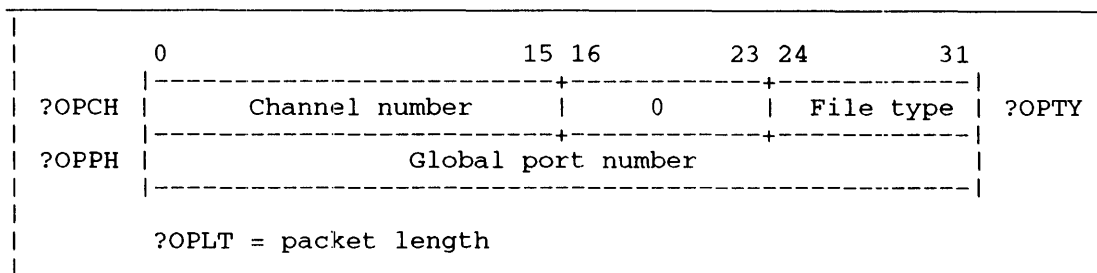 0 15 16 23 24 31
?OPCH Channel number 0 File type ?OPTY
?OPPH Global port number
?OPLT = packet length